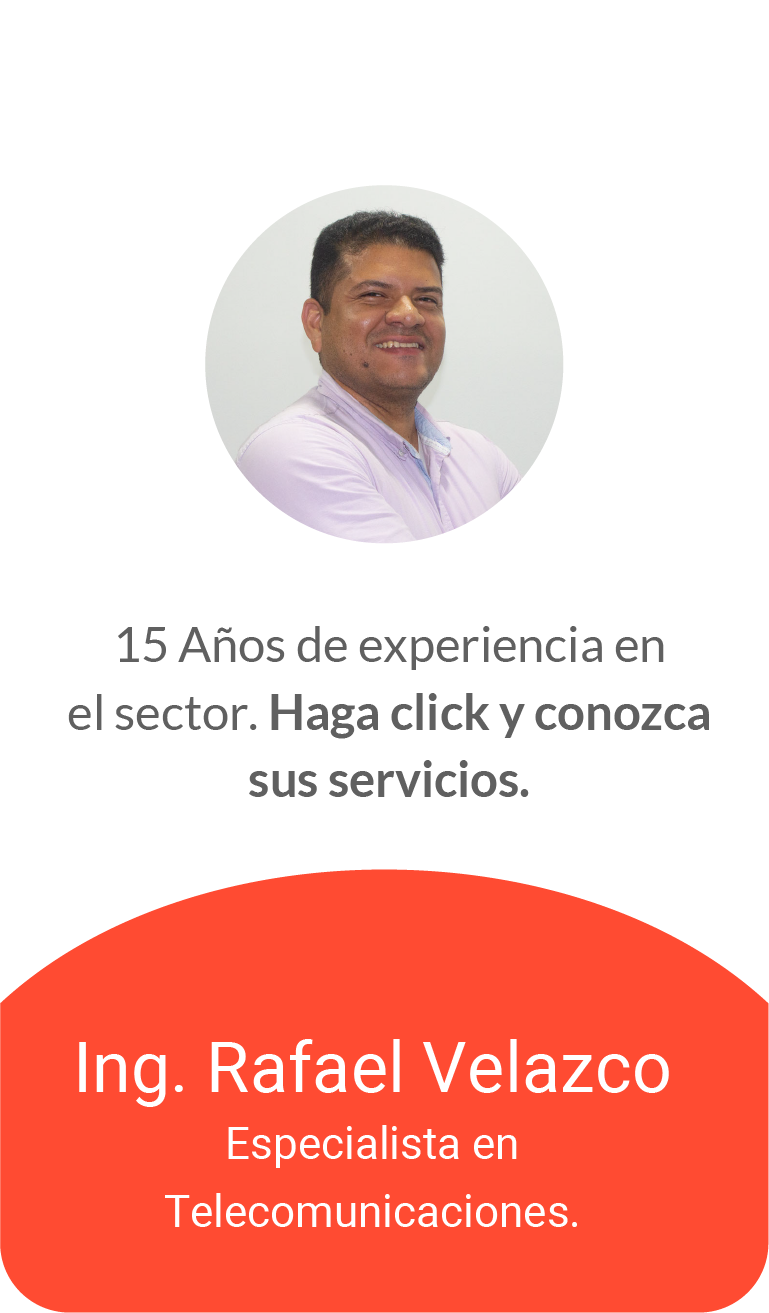 15 Años de experiencia en
el sector. Haga click y conozca
sus servicios.
Ing. Rafael Velazco
Especialista en
Telecomunicaciones.